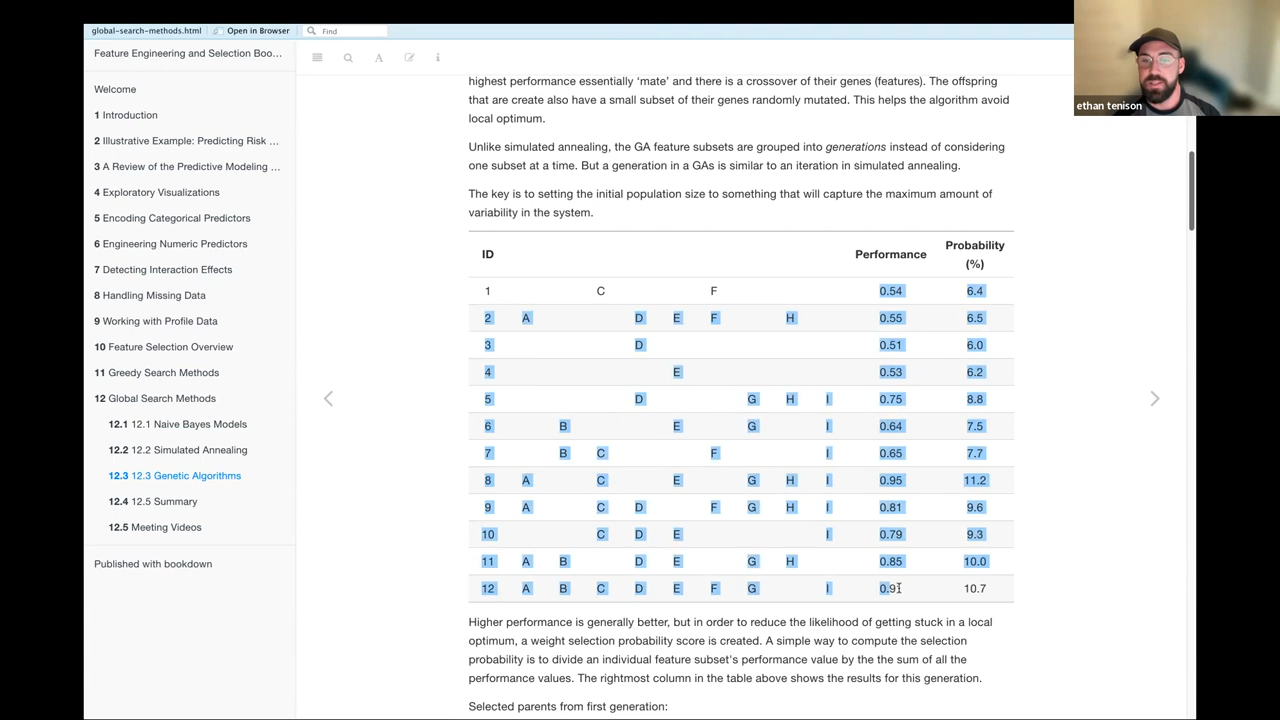 global-search-methods.html Open in Browser Find
Feature Engineering and Selection Boo...
Welcome
1 Introduction
2 Illustrative Example: Predicting Risk ...
3 A Review of the Predictive Modeling ...
4 Exploratory Visualizations
5 Encoding Categorical Predictors
6 Engineering Numeric Predictors
7 Detecting Interaction Effects
8 Handling Missing Data
9 Working with Profile Data
10 Feature Selection Overview
11 Greedy Search Methods
12 Global Search Methods
12.1 12.1 Naive Bayes Models
12.2 12.2 Simulated Annealing
12.3 12.3 Genetic Algorithms
12.4 12.5 Summary
12.5 Meeting Videos
Published with bookdown
highest performance essentially ‘mate’ and there is a crossover of their genes (features). The offspring
that are create also have a small subset of their genes randomly mutated. This helps the algorithm avoid
local optimum.
Unlike simulated annealing, the GA feature subsets are grouped into generations instead of considering
one subset at a time. But a generation in a GAs is similar to an iteration in simulated annealing.
The key is to setting the initial population size to something that will capture the maximum amount of
variability in the system.
ID Performance Probability (%)
1 C F 0.54 6.4
2 A D E F H 0.55 6.5
3 D 0.51 6.0
4 E 0.53 6.2
5 D G H I 0.75 8.8
6 B E G I 0.64 7.5
7 B C F I 0.65 7.7
8 A C E G H I 0.95 11.2
9 A C D F G H I 0.81 9.6
10 C D E I 0.79 9.3
11 A B D E G H 0.85 10.0
12 A B C D E F G I 0.91 10.7
Higher performance is generally better, but in order to reduce the likelihood of getting stuck in a local
optimum, a weight selection probability score is created. A simple way to compute the selection
probability is to divide an individual feature subset's performance value by the the sum of all the
performance values. The rightmost column in the table above shows the results for this generation.
Selected parents from first generation:
ethan tenison